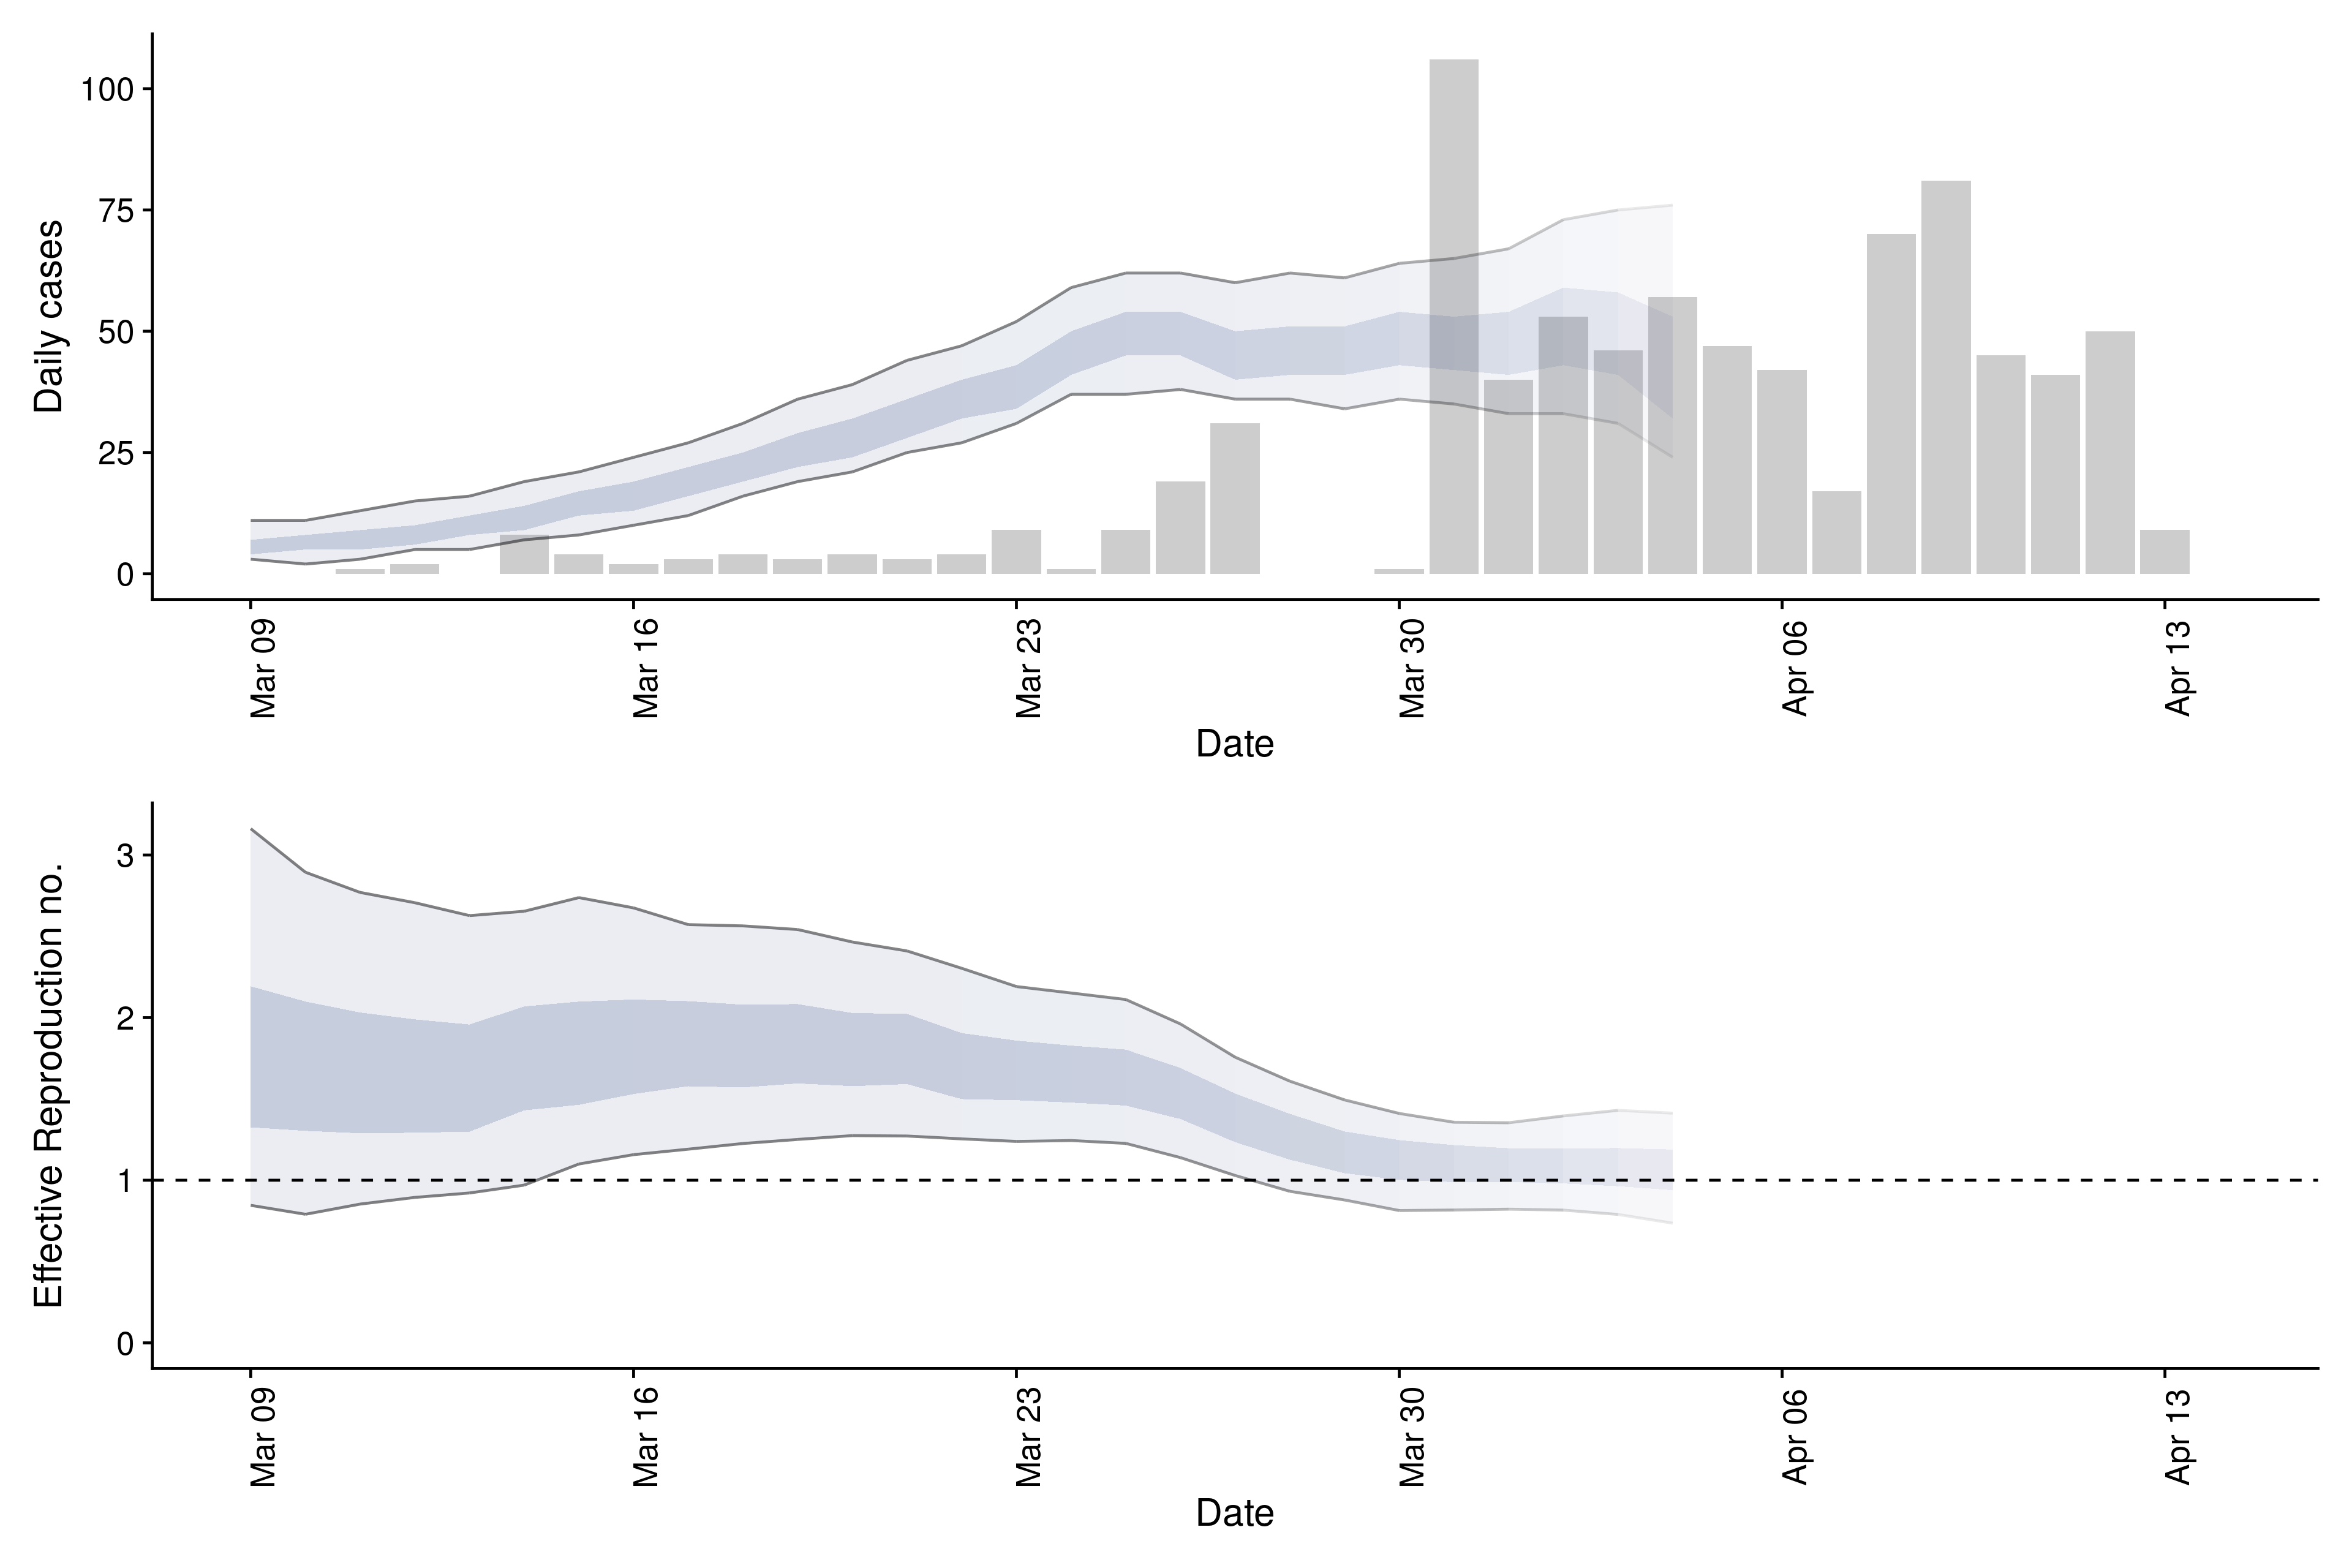 Daily cases
100
75
50
25
0
Mar 09
Mar 16
Mar 23
Mar 30
Apr 06
Apr 13
Date
Effective Reproduction no.
3
2
1
0
Mar 09
Mar 16
Mar 23
Mar 30
Apr 06
Apr 13
Date